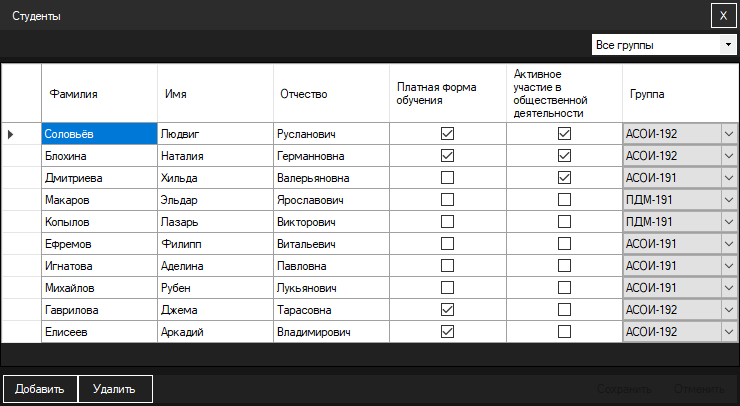 Студенты X
Все группы
Фамилия Имя Отчество Платная форма обучения Активное участие в общественной деятельности Группа
Соловьёв Людвиг Русланович АСОИ-192
Блохина Наталия Германновна АСОИ-192
Дмитриева Хильда Валерьяновна АСОИ-191
Макаров Эльдар Ярославович ПДМ-191
Копылов Лазарь Викторович ПДМ-191
Ефремов Филипп Витальевич АСОИ-191
Игнатова Аделина Павловна АСОИ-191
Михайлов Рубен Лукьянович АСОИ-191
Гаврилова Джема Тарасовна АСОИ-192
Елисеев Аркадий Владимирович АСОИ-192
Добавить Удалить Сохранить Отменить